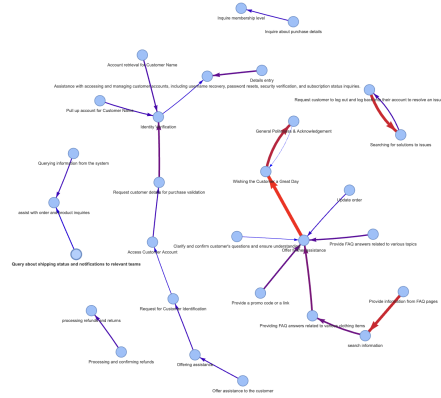 Inquire membership level
Inquire about purchase details
Account retrieval for Customer Name
Details entry
Assistance with accessing and managing customer accounts, including username recovery, password resets, security verification, and subscription status inquiries.
Request customer to log out and log back into their account to resolve an issue
Pull up account for Customer Name
Identity verification
General Politeness & Acknowledgement
Searching for solutions to issues
Querying information from the system
Wishing the Customer a Great Day
Request customer details for purchase validation
Update order
assist with order and product inquiries
Provide FAQ answers related to various topics
Clarify and confirm customer's questions and ensure understanding
Offer further assistance
Access Customer Account
Query about shipping status and notifications to relevant teams
Provide information from FAQ pages
Provide a promo code or a link
Request for Customer Identification
processing refunds and returns
Providing FAQ answers related to various clothing items
search information
Processing and confirming refunds
Offering assistance
Offer assistance to the customer